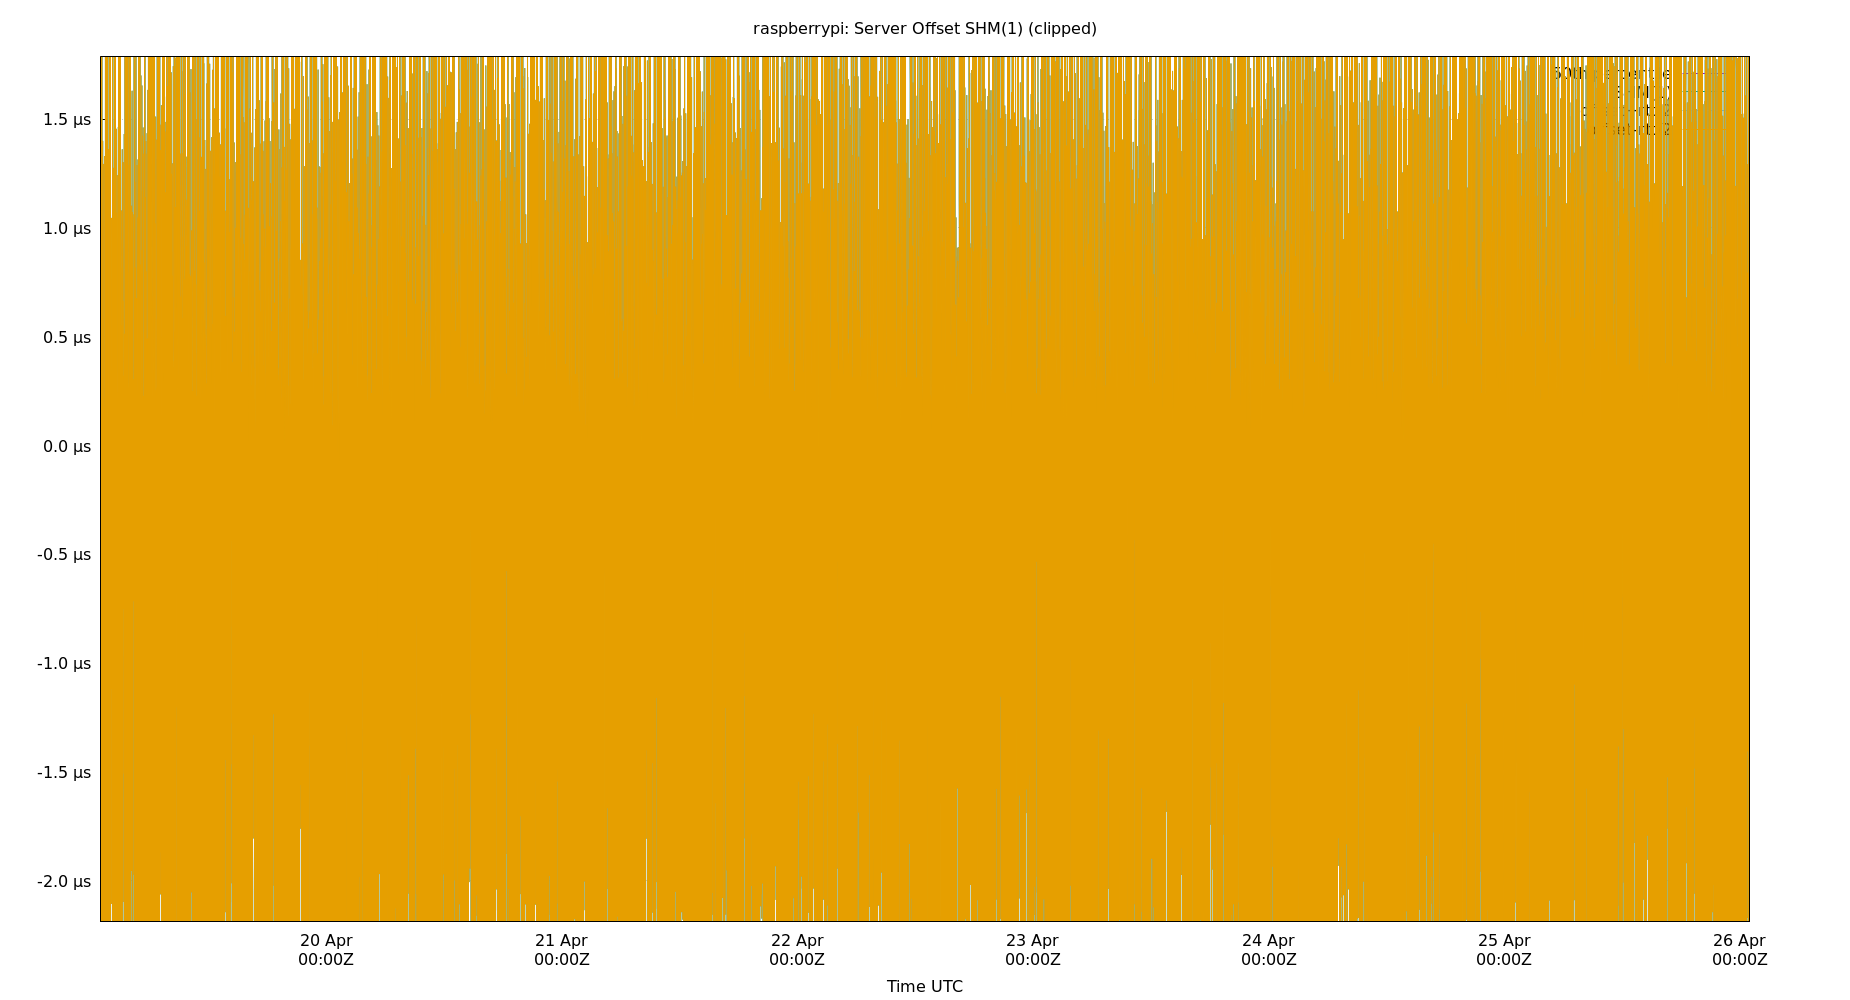 raspberrypi: Server Offset SHM(1) (clipped)
1.5 µs
1.0 µs
0.5 µs
0.0 µs
-0.5 µs
-1.0 µs
-1.5 µs
-2.0 µs
20 Apr 21 Apr 22 Apr 23 Apr 24 Apr 25 Apr 26 Apr
00:00Z 00:00Z 00:00Z 00:00Z 00:00Z 00:00Z 00:00Z
Time UTC